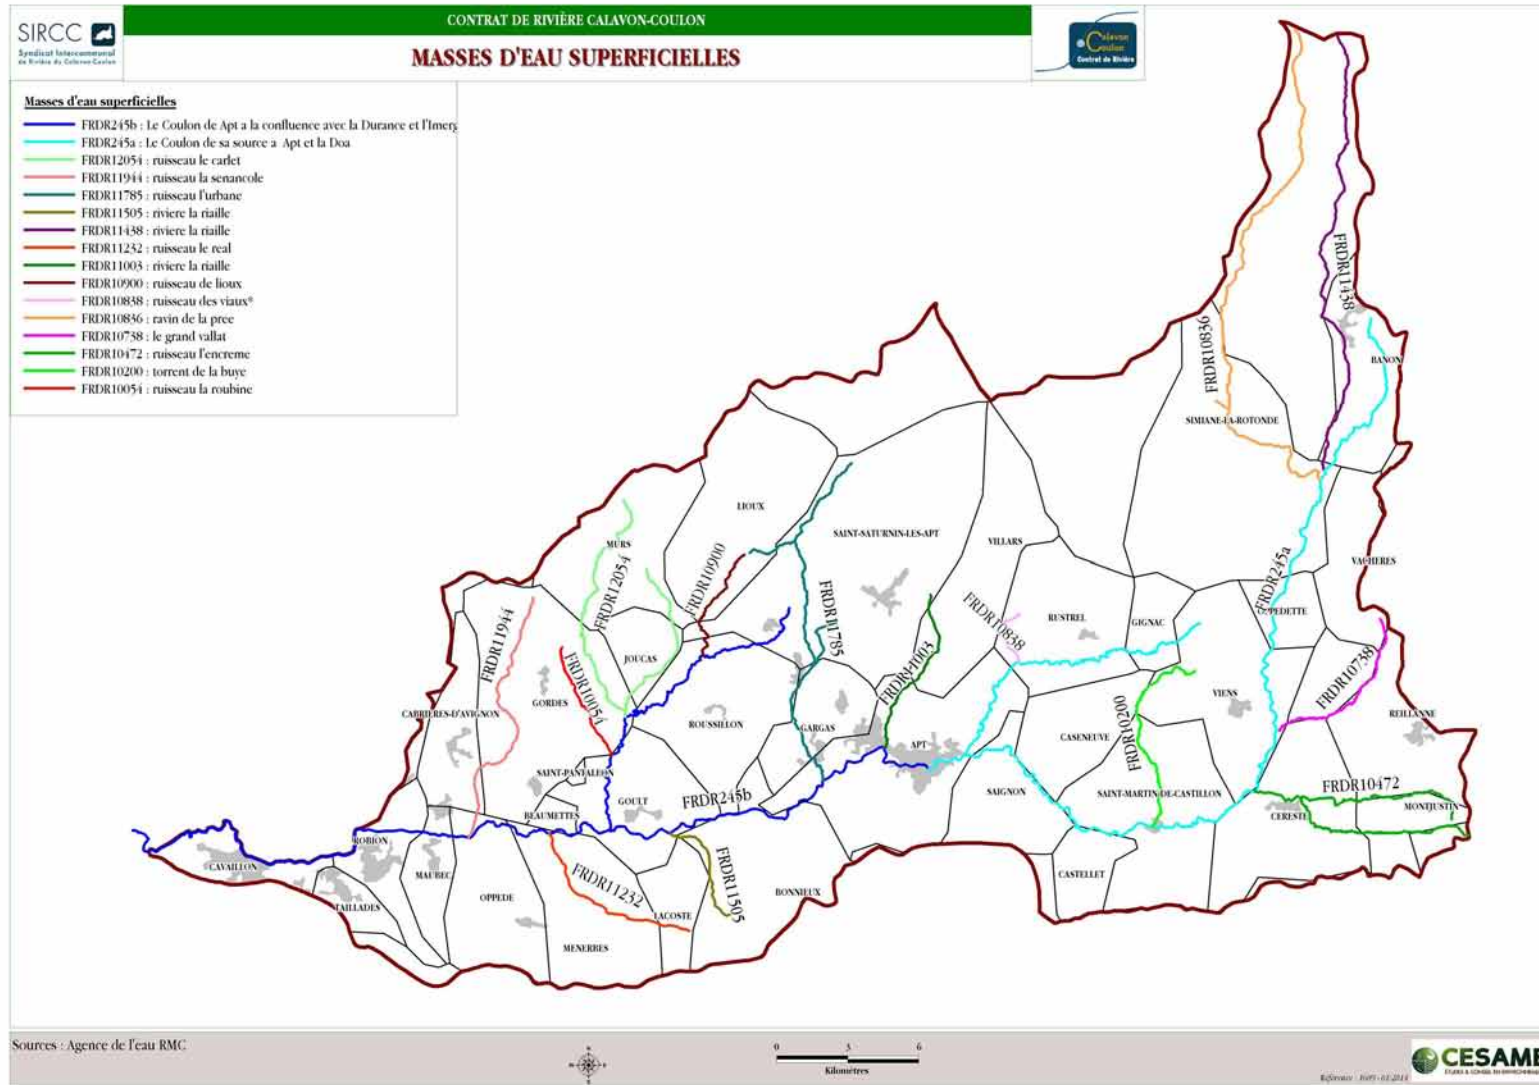 SIRCC
Syndicat Intercommunal
de Rivière du Calavon-Coulon
CONTRAT DE RIVIÈRE CALAVON-COULON
MASSES D'EAU SUPERFICIELLES
Calavon
Coulon
Contrat de Rivière
Masses d'eau superficielles
FRDR245b : Le Coulon de Apt a la confluence avec la Durance et l'Imerg
FRDR245a : Le Coulon de sa source a Apt et la Doa
FRDR12054 : ruisseau le carlet
FRDR11944 : ruisseau la senancole
FRDR11785 : ruisseau l'urbane
FRDR11505 : riviere la riaille
FRDR11438 : riviere la riaille
FRDR11232 : ruisseau le real
FRDR11003 : riviere la riaille
FRDR10900 : ruisseau de lioux
FRDR10838 : ruisseau des viaux*
FRDR10836 : ravin de la pree
FRDR10738 : le grand vallat
FRDR10472 : ruisseau l'encreme
FRDR10200 : torrent de la buye
FRDR10054 : ruisseau la roubine
FRDR11438
FRDR10836
BANON
SIMIANE-LA-ROTONDE
LIOUX
SAINT-SATURNIN-LES-APT
VILLARS
MURS
FRDR12054
FRDR10900
VACHERES
FRDR245a
OPPEDETTE
FRDR11944
FRDR11785
FRDR10838
RUSTREL
GIGNAC
JOUCAS
FRDR11003
FRDR10054
FRDR10738
GORDES
CABRIERES-D'AVIGNON
ROUSSILLON
GARGAS
VIENS
REILLANNE
FRDR10200
CASENEUVE
APT
SAINT-PANTALEON
FRDR245b
GOULT
BEAUMETTES
SAIGNON
SAINT-MARTIN-DE-CASTILLON
FRDR10472
MONTJUSTIN
CERESTE
ROBION
CAVAILLON
MAUBEC
TAILLADES
OPPEDE
FRDR11232
FRDR11505
BONNIEUX
CASTELLET
LACOSTE
MENERBES
Sources : Agence de l'eau RMC
0 3 6
Kilomètres
CESAME